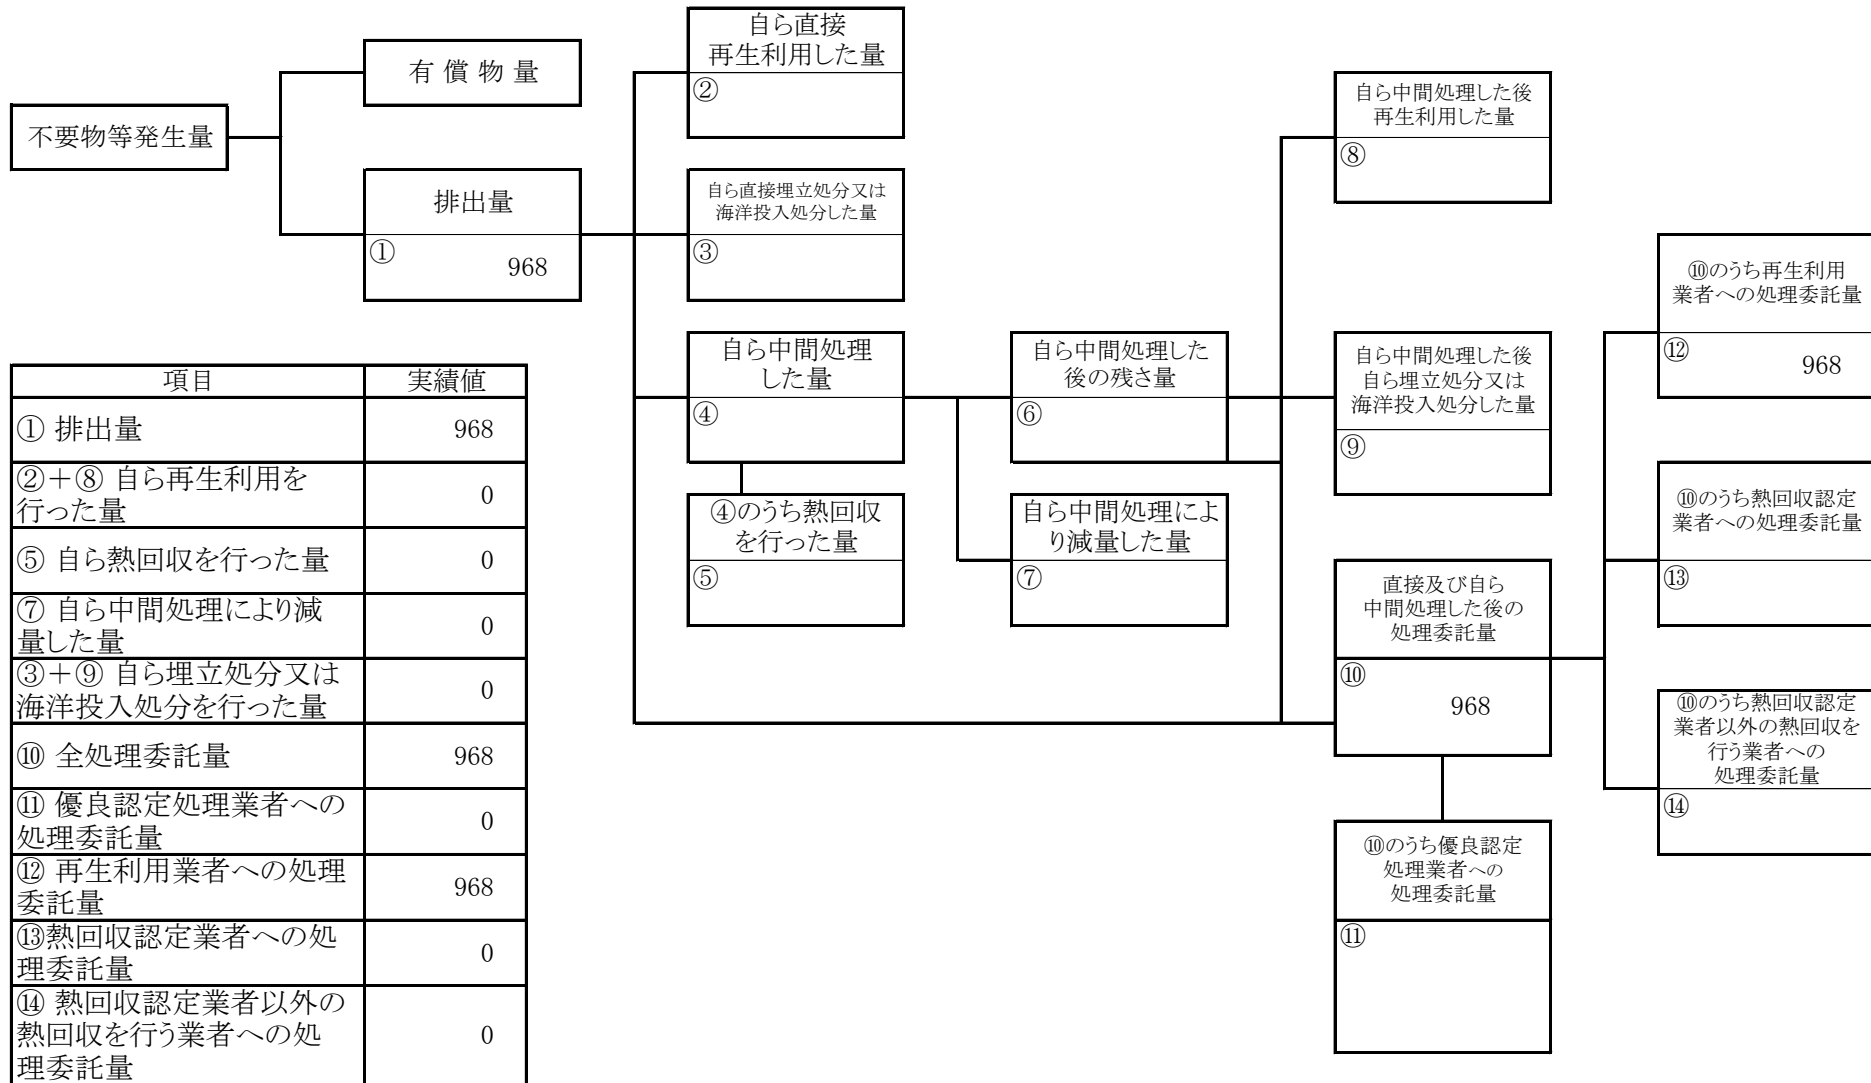 不要物等発生量
有 償 物 量
排出量
①
968
自ら直接
再生利用した量
②
自ら直接埋立処分又は
海洋投入処分した量
③
自ら中間処理
した量
④
④のうち熱回収
を行った量
⑤
自ら中間処理した
後の残さ量
⑥
自ら中間処理によ
り減量した量
⑦
自ら中間処理した後
再生利用した量
⑧
自ら中間処理した後
自ら埋立処分又は
海洋投入処分した量
⑨
直接及び自ら
中間処理した後の
処理委託量
⑩
968
⑩のうち優良認定
処理業者への
処理委託量
⑪
⑩のうち再生利用
業者への処理委託量
⑫
968
⑩のうち熱回収認定
業者への処理委託量
⑬
⑩のうち熱回収認定
業者以外の熱回収を
行う業者への
処理委託量
⑭
項目 実績値
① 排出量 968
②+⑧ 自ら再生利用を
行った量 0
⑤ 自ら熱回収を行った量 0
⑦ 自ら中間処理により減
量した量 0
③+⑨ 自ら埋立処分又は
海洋投入処分を行った量 0
⑩ 全処理委託量 968
⑪ 優良認定処理業者への
処理委託量 0
⑫ 再生利用業者への処理
委託量 968
⑬熱回収認定業者への処
理委託量 0
⑭ 熱回収認定業者以外の
熱回収を行う業者への処
理委託量 0